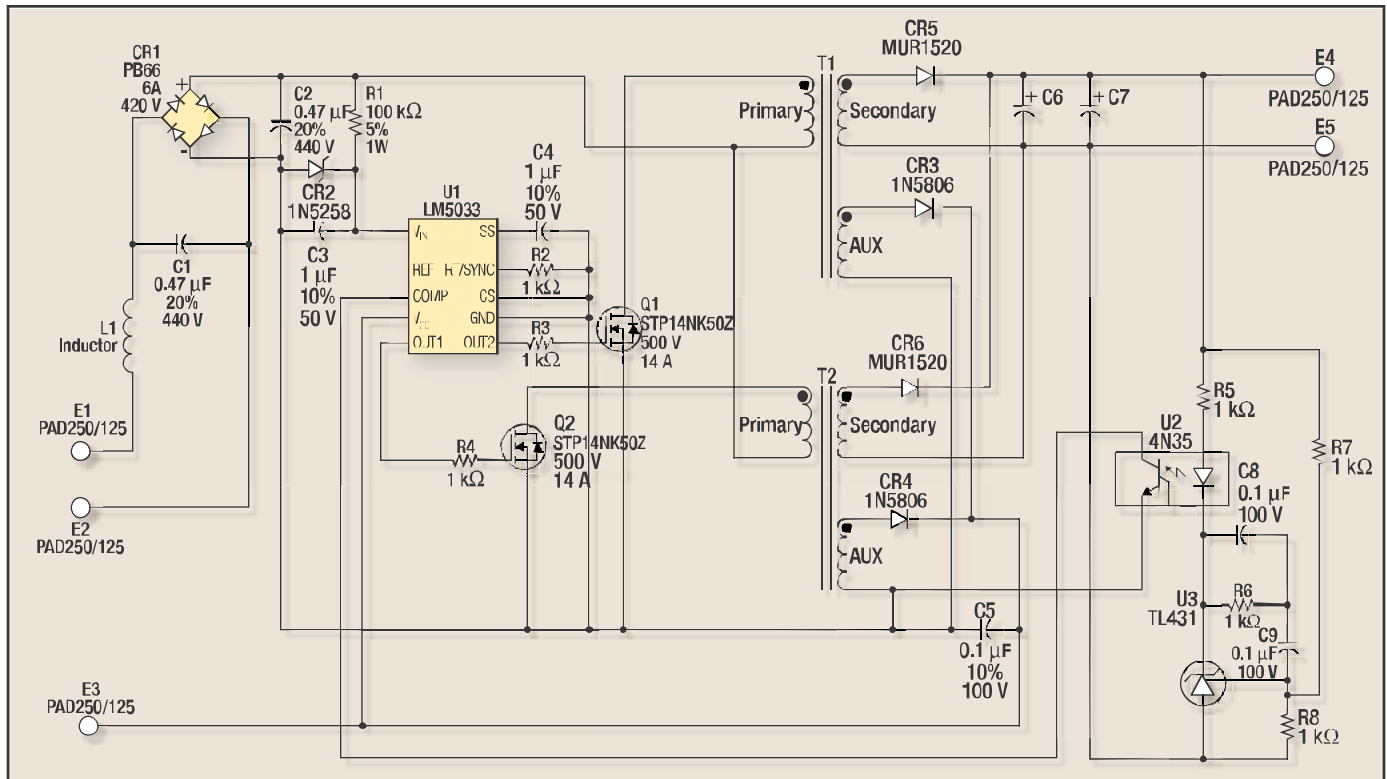 CR1
PB66
6A
420 V
+
-
C2
0.47 µF
20%
440 V
R1
100 kΩ
5%
1W
CR2
1N5258
C3
1 µF
10%
50 V
C1
0.47 µF
20%
440 V
L1
Inductor
E1
PAD250/125
E2
PAD250/125
E3
PAD250/125
U1
LM5033
REF
COMP
OUT1
SS
CS
GND
OUT2
C4
1 µF
10%
50 V
R2
1 kΩ
R3
1 kΩ
R4
1 kΩ
Q1
STP14NK50Z
500 V
14 A
Q2
STP14NK50Z
500 V
14 A
T1
Primary
Secondary
AUX
CR5
MUR1520
CR3
1N5806
T2
Primary
Secondary
AUX
CR6
MUR1520
CR4
1N5806
C5
0.1 µF
10%
100 V
+ C6
+ C7
E4
PAD250/125
E5
PAD250/125
R5
1 kΩ
U2
4N35
R7
1 kΩ
C8
0.1 µF
100 V
R6
1 kΩ
U3
TL431
C9
0.1 µF
100 V
R8
1 kΩ